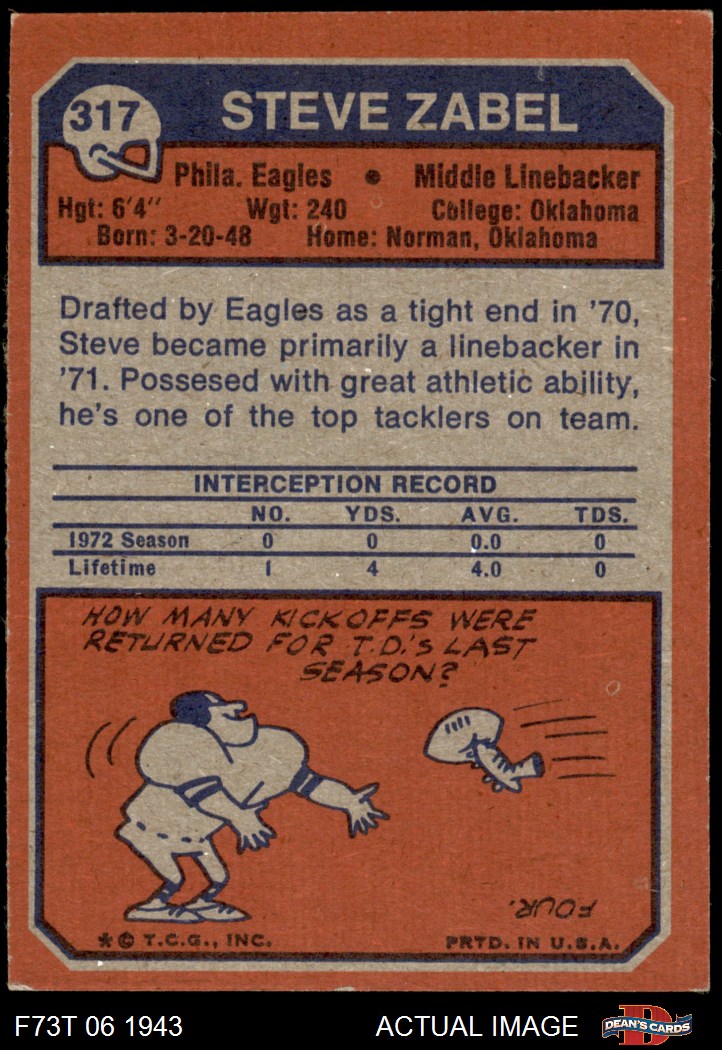 317
STEVE ZABEL
Phila. Eagles • Middle Linebacker
Hgt: 6'4" Wgt: 240 College: Oklahoma
Born: 3-20-48 Home: Norman, Oklahoma
Drafted by Eagles as a tight end in '70,
Steve became primarily a linebacker in
'71. Possesed with great athletic ability,
he's one of the top tacklers on team.
INTERCEPTION RECORD
NO. YDS. AVG. TDS.
1972 Season 0 0 0.0 0
Lifetime 1 4 4.0 0
HOW MANY KICKOFFS WERE
RETURNED FOR T.D.'s LAST
SEASON?
FOUR.
* © T.C.G., INC. PRTD. IN U.S.A.
F73T 06 1943 ACTUAL IMAGE DEAN'S CARDS